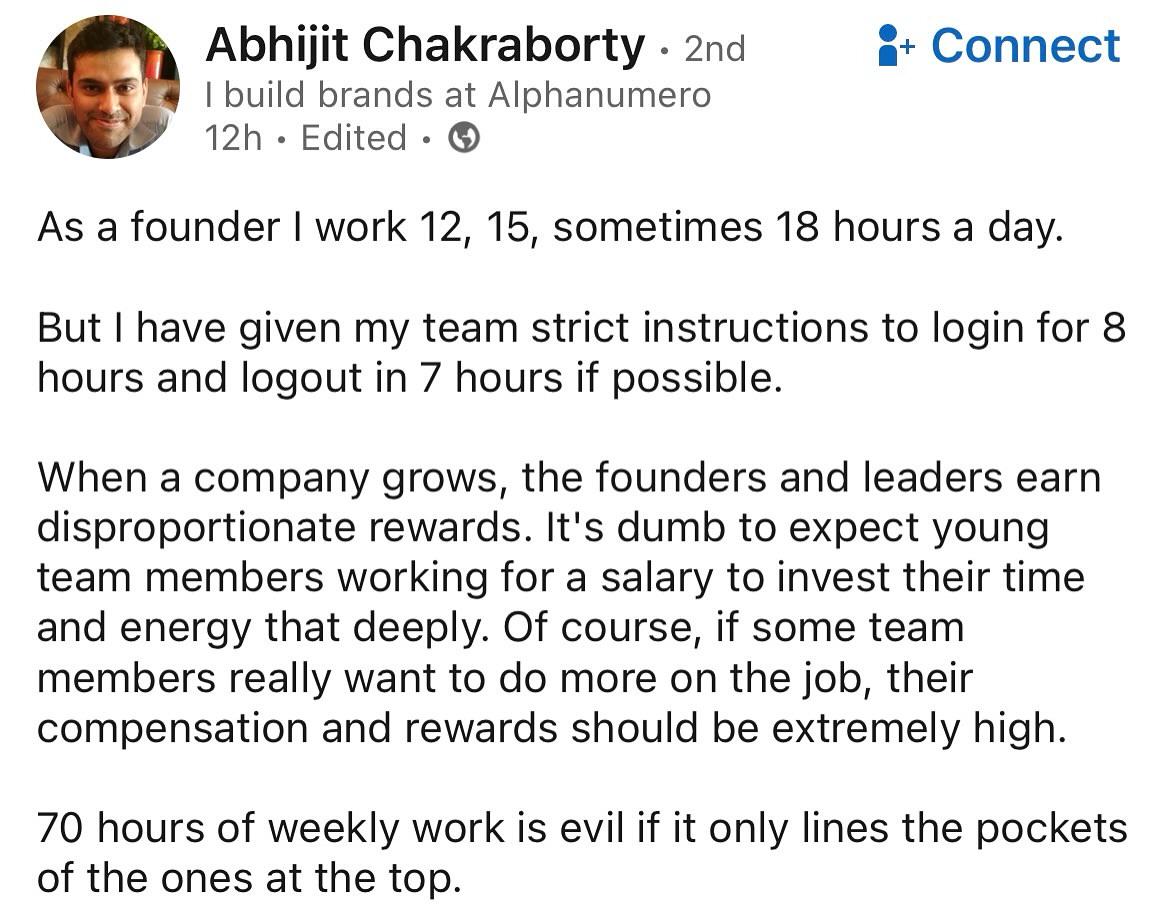 Abhijit Chakraborty • 2nd
Connect
I build brands at Alphanumero
12h • Edited •
As a founder I work 12, 15, sometimes 18 hours a day.
But I have given my team strict instructions to login for 8
hours and logout in 7 hours if possible.
When a company grows, the founders and leaders earn
disproportionate rewards. It's dumb to expect young
team members working for a salary to invest their time
and energy that deeply. Of course, if some team
members really want to do more on the job, their
compensation and rewards should be extremely high.
70 hours of weekly work is evil if it only lines the pockets
of the ones at the top.